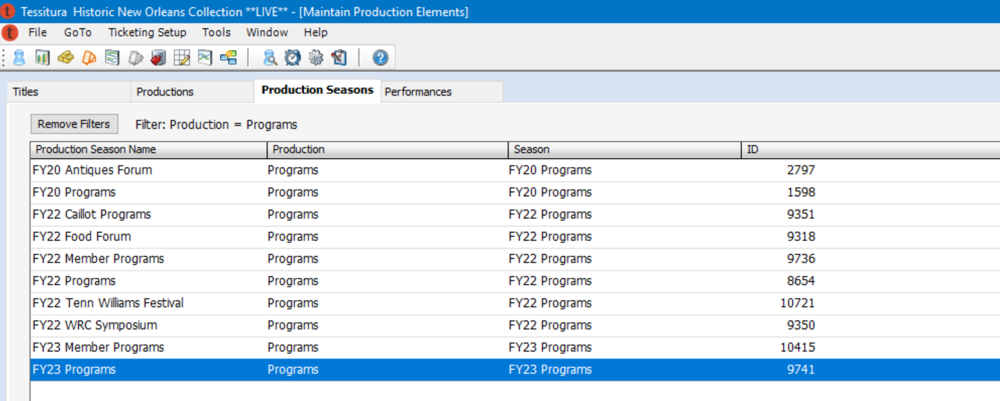 Tessitura Historic New Orleans Collection **LIVE** - [Maintain Production Elements]
File GoTo Ticketing Setup Tools Window Help
Titles Productions Production Seasons Performances
Remove Filters Filter: Production = Programs
Production Season Name Production Season ID
FY20 Antiques Forum Programs FY20 Programs 2797
FY20 Programs Programs FY20 Programs 1598
FY22 Caillot Programs Programs FY22 Programs 9351
FY22 Food Forum Programs FY22 Programs 9318
FY22 Member Programs Programs FY22 Programs 9736
FY22 Programs Programs FY22 Programs 8654
FY22 Tenn Williams Festival Programs FY22 Programs 10721
FY22 WRC Symposium Programs FY22 Programs 9350
FY23 Member Programs Programs FY23 Programs 10415
FY23 Programs Programs FY23 Programs 9741